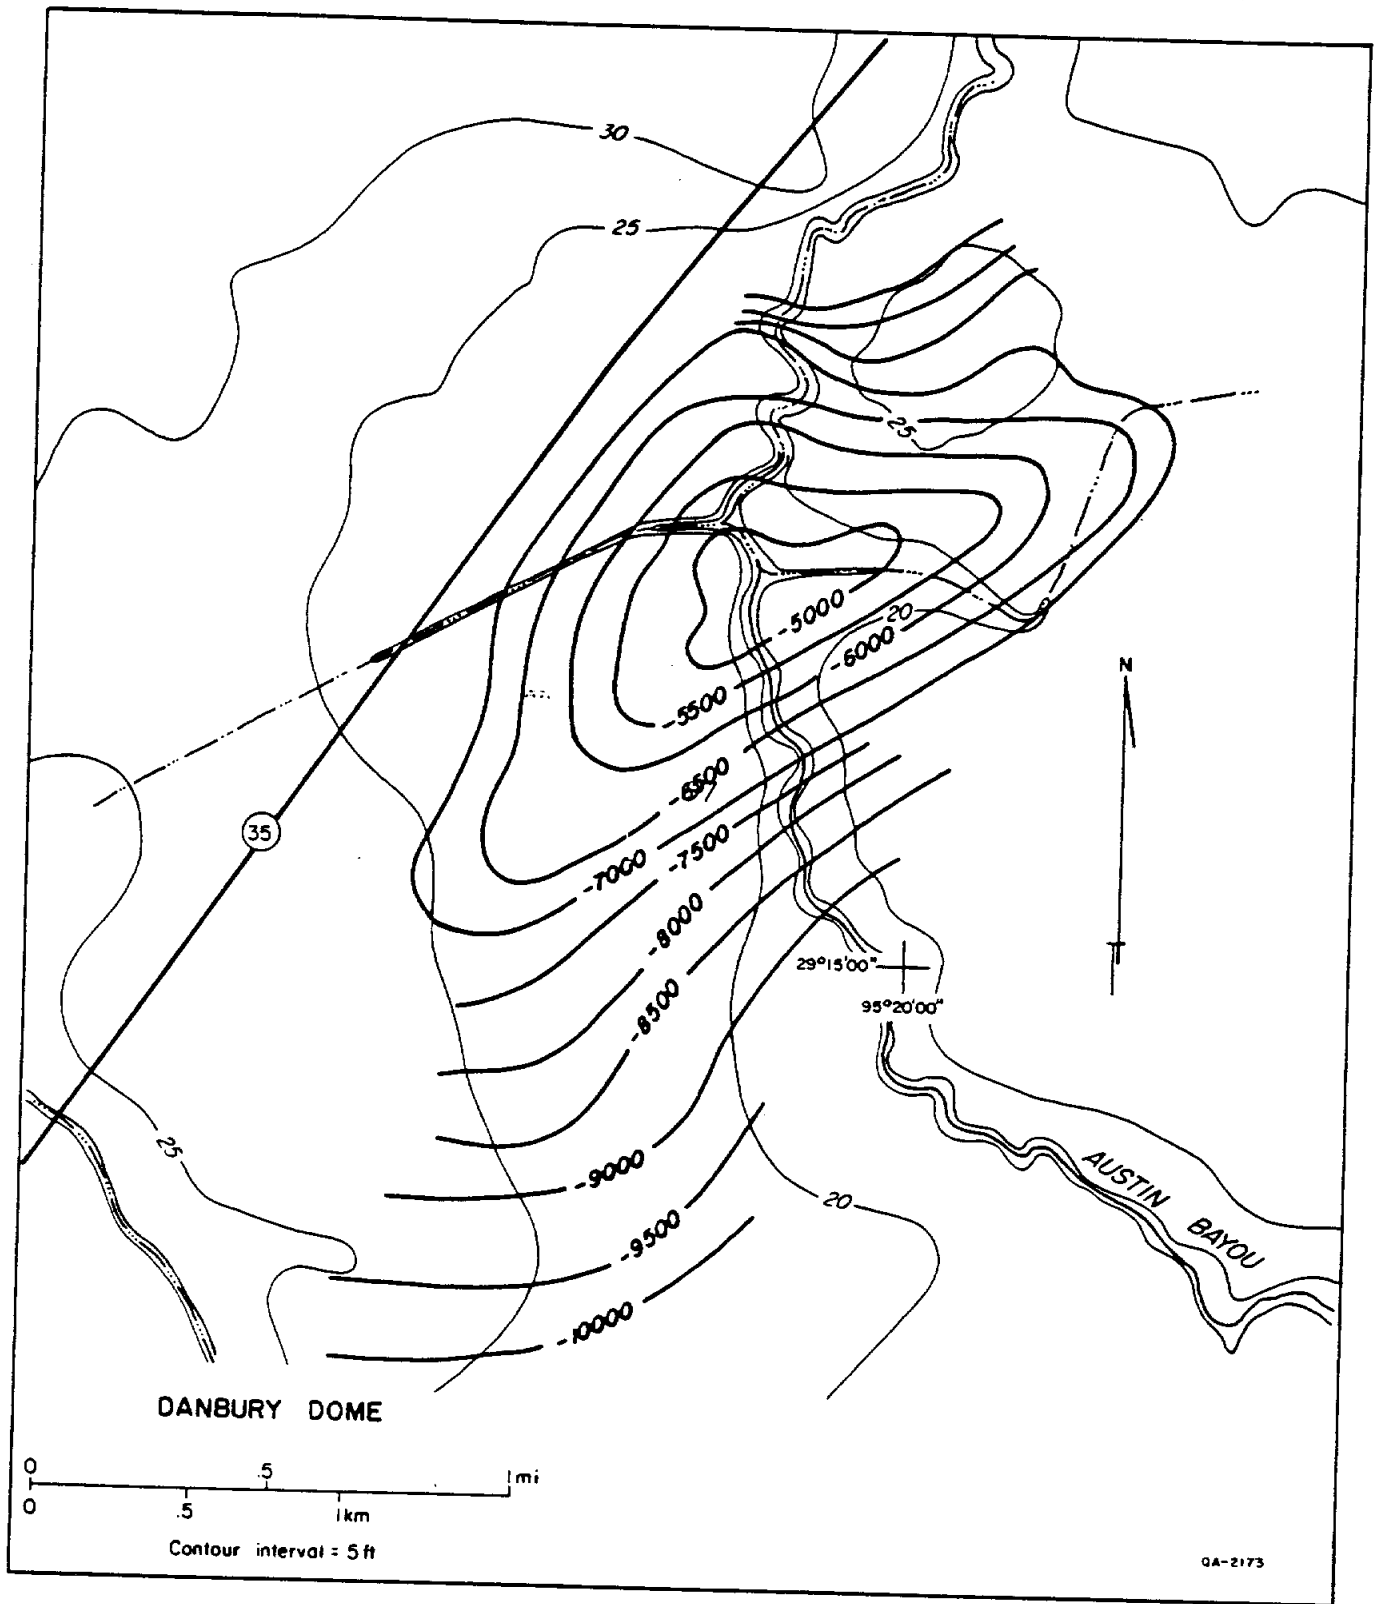 30
25
25
-5000
20
-6000
N
-5500
-6500
35
-7000
-7500
-8000
29°15'00"
95°20'00"
-8500
25
-9000
AUSTIN BAYOU
20
-9500
-10000
DANBURY DOME
0 .5 1 mi
0 .5 1 km
Contour interval = 5 ft
QA-2173